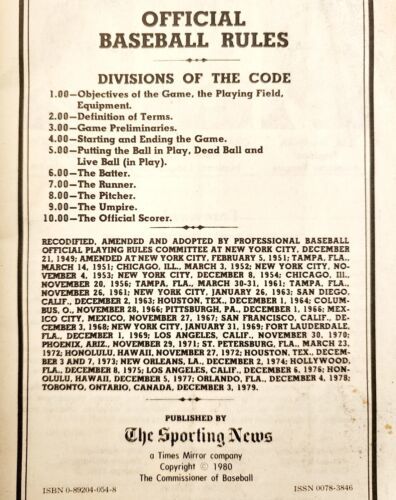 OFFICIAL
BASEBALL RULES
DIVISIONS OF THE CODE
1.00—Objectives of the Game, the Playing Field,
Equipment.
2.00—Definition of Terms.
3.00—Game Preliminaries.
4.00—Starting and Ending the Game.
5.00—Putting the Ball in Play, Dead Ball and
Live Ball (in Play).
6.00—The Batter.
7.00—The Runner.
8.00—The Pitcher.
9.00—The Umpire.
10.00—The Official Scorer.
RECODIFIED, AMENDED AND ADOPTED BY PROFESSIONAL BASEBALL
OFFICIAL PLAYING RULES COMMITTEE AT NEW YORK CITY, DECEMBER
21, 1949; AMENDED AT NEW YORK CITY, FEBRUARY 5, 1951; TAMPA, FLA.,
MARCH 14, 1951; CHICAGO, ILL., MARCH 3, 1952; NEW YORK CITY, NO-
VEMBER 4, 1953; NEW YORK CITY, DECEMBER 8, 1954; CHICAGO, ILL.,
NOVEMBER 20, 1956; TAMPA, FLA., MARCH 30-31, 1961; TAMPA, FLA.,
NOVEMBER 26, 1961; NEW YORK CITY, JANUARY 26, 1963; SAN DIEGO,
CALIF., DECEMBER 2, 1963; HOUSTON, TEX., DECEMBER 1, 1964; COLUM-
BUS, O., NOVEMBER 28, 1966; PITTSBURGH, PA., DECEMBER 1, 1966; MEX-
ICO CITY, MEXICO, NOVEMBER 27, 1967; SAN FRANCISCO, CALIF., DE-
CEMBER 3, 1968; NEW YORK CITY, JANUARY 31, 1969; FORT LAUDERDALE,
FLA., DECEMBER 1, 1969; LOS ANGELES, CALIF., NOVEMBER 30, 1970;
PHOENIX, ARIZ., NOVEMBER 29, 1971; ST. PETERSBURG, FLA., MARCH 23,
1972; HONOLULU, HAWAII, NOVEMBER 27, 1972; HOUSTON, TEX., DECEM-
BER 3 AND 7, 1973; NEW ORLEANS, LA., DECEMBER 2, 1974; HOLLYWOOD,
FLA., DECEMBER 8, 1975; LOS ANGELES, CALIF., DECEMBER 6, 1976; HON-
OLULU, HAWAII, DECEMBER 5, 1977; ORLANDO, FLA., DECEMBER 4, 1978;
TORONTO, ONTARIO, CANADA, DECEMBER 3, 1979.
PUBLISHED BY
The Sporting News
a Times Mirror company
Copyright © 1980
The Commissioner of Baseball
ISBN 0-89204-054-8 ISSN 0078-3846